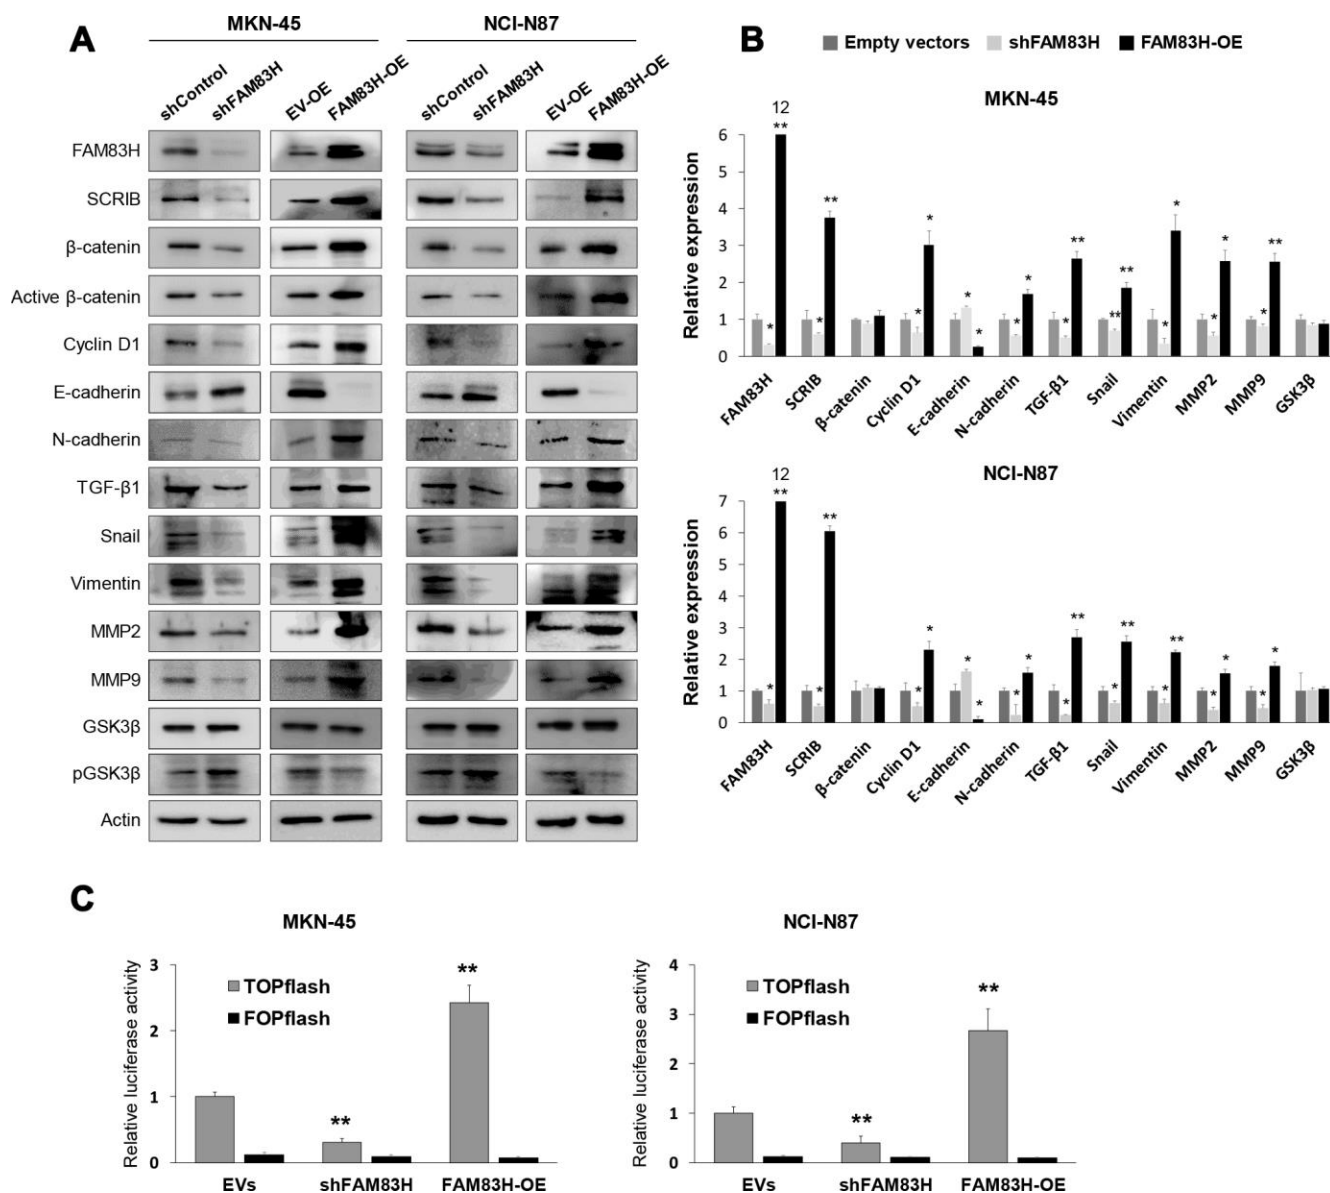 A
MKN-45
NCI-N87
shControl
shFAM83H
EV-OE
FAM83H-OE
shControl
shFAM83H
EV-OE
FAM83H-OE
FAM83H
SCRIB
β-catenin
Active β-catenin
Cyclin D1
E-cadherin
N-cadherin
TGF-β1
Snail
Vimentin
MMP2
MMP9
GSK3β
pGSK3β
Actin
B
Empty vectors
shFAM83H
FAM83H-OE
MKN-45
Relative expression
6
5
4
3
2
1
0
12
**
*
**
*
*
*
*
*
*
*
**
*
**
**
*
*
*
*
**
*
FAM83H
SCRIB
β-catenin
Cyclin D1
E-cadherin
N-cadherin
TGF-β1
Snail
Vimentin
MMP2
MMP9
GSK3β
NCI-N87
Relative expression
7
6
5
4
3
2
1
0
12
**
*
**
*
*
*
*
*
*
*
**
*
**
*
**
*
*
*
*
*
FAM83H
SCRIB
β-catenin
Cyclin D1
E-cadherin
N-cadherin
TGF-β1
Snail
Vimentin
MMP2
MMP9
GSK3β
C
MKN-45
Relative luciferase activity
3
2
1
0
TOPflash
FOPflash
**
**
EVs
shFAM83H
FAM83H-OE
NCI-N87
Relative luciferase activity
4
3
2
1
0
TOPflash
FOPflash
**
**
EVs
shFAM83H
FAM83H-OE